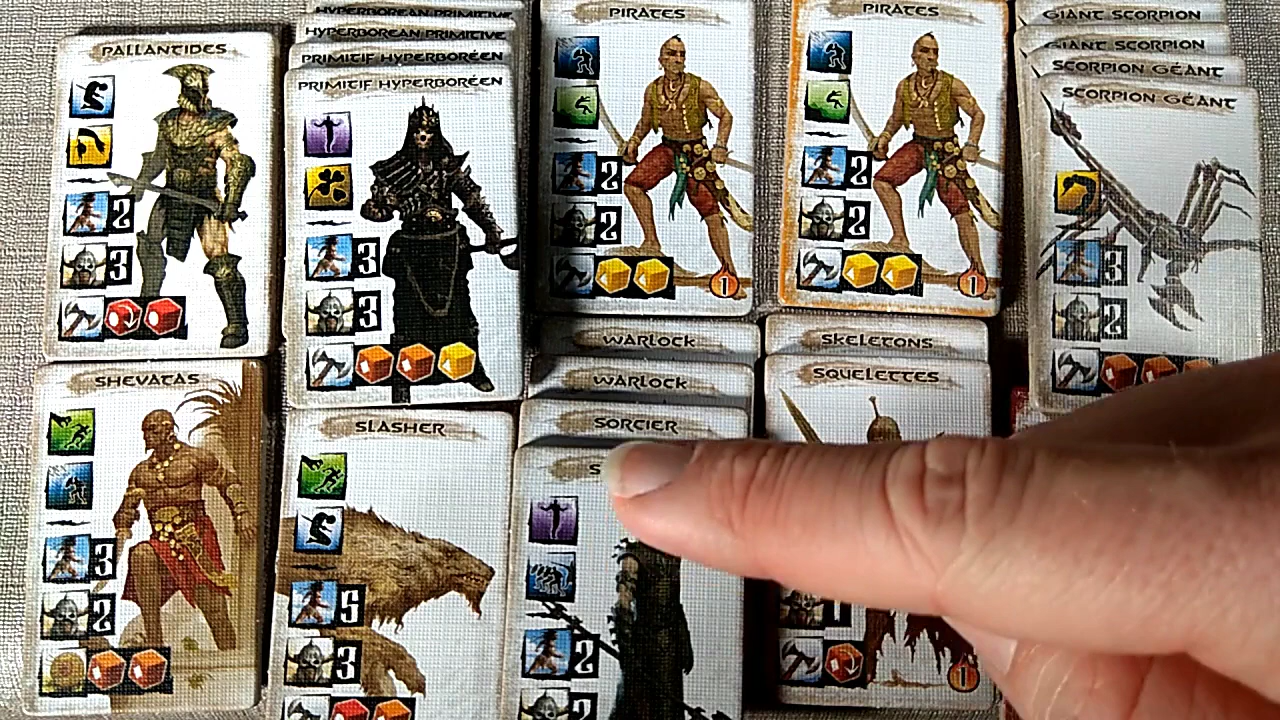 PALLANTIDES
2
3
HYPERBOREAN PRIMITIVE
HYPERBOREAN PRIMITIVE
PRIMITIF HYPERBORÉEN
PRIMITIF HYPERBORÉEN
3
3
PIRATES
2
2
1
PIRATES
2
2
1
GIANT SCORPION
GIANT SCORPION
SCORPION GÉANT
SCORPION GÉANT
3
2
SHEVATAS
3
2
SLASHER
5
3
WARLOCK
WARLOCK
SORCIER
S
2
2
SKELETONS
SQUELETTES
1
1